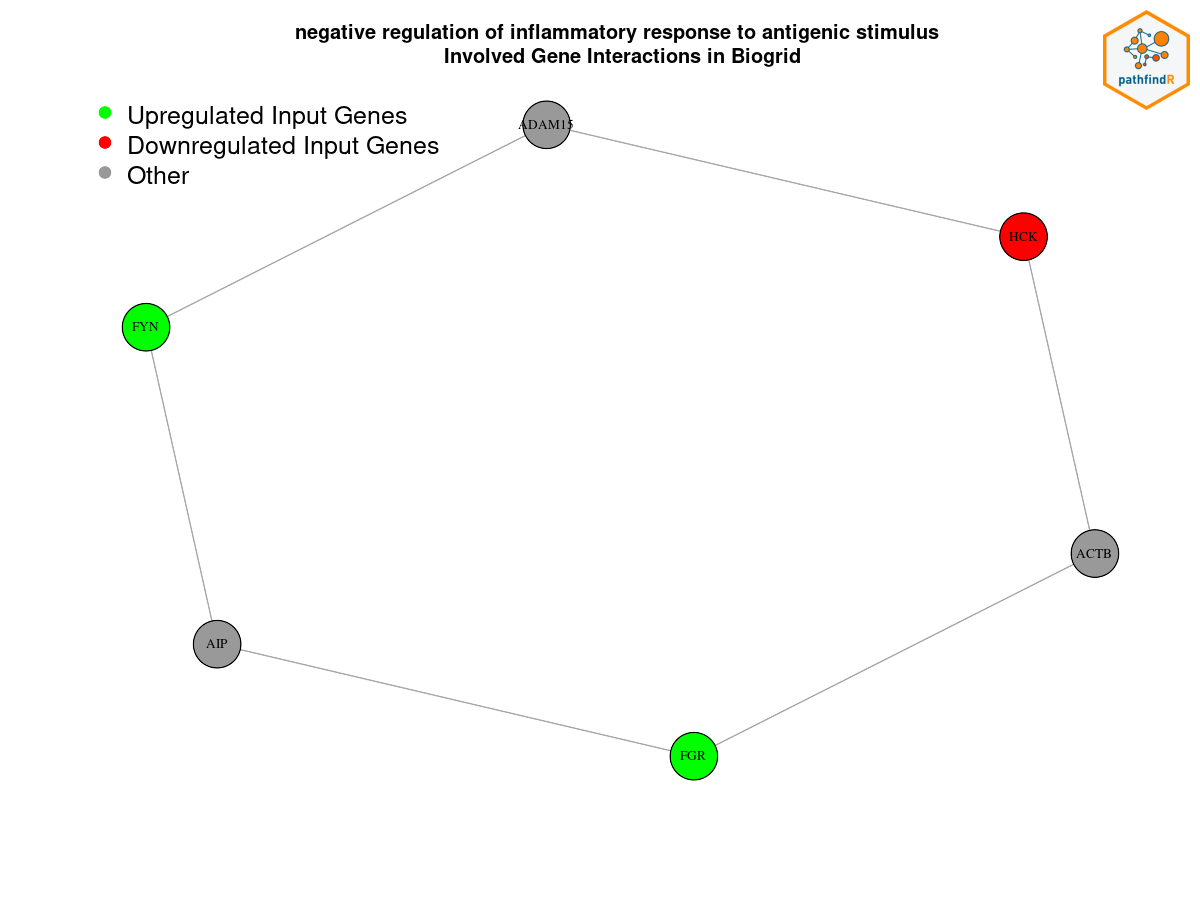 negative regulation of inflammatory response to antigenic stimulus
Involved Gene Interactions in Biogrid
pathfindR
Upregulated Input Genes
Downregulated Input Genes
Other
ADAM15
HCK
FYN
ACTB
AIP
FGR